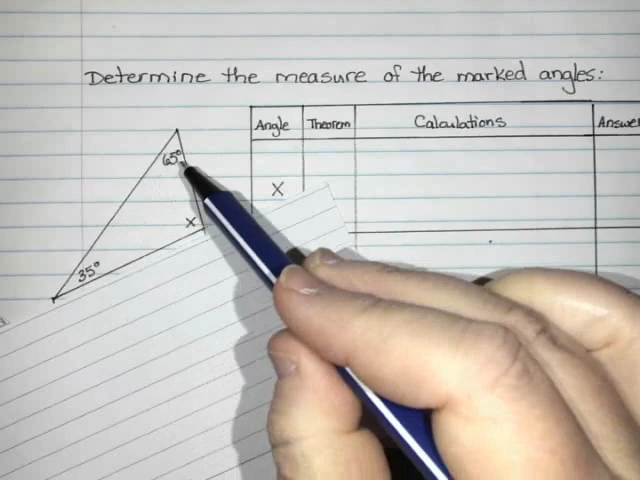 Determine the measure of the marked angles:
Angle Theorem Calculations Answer
65°
X
X
35°